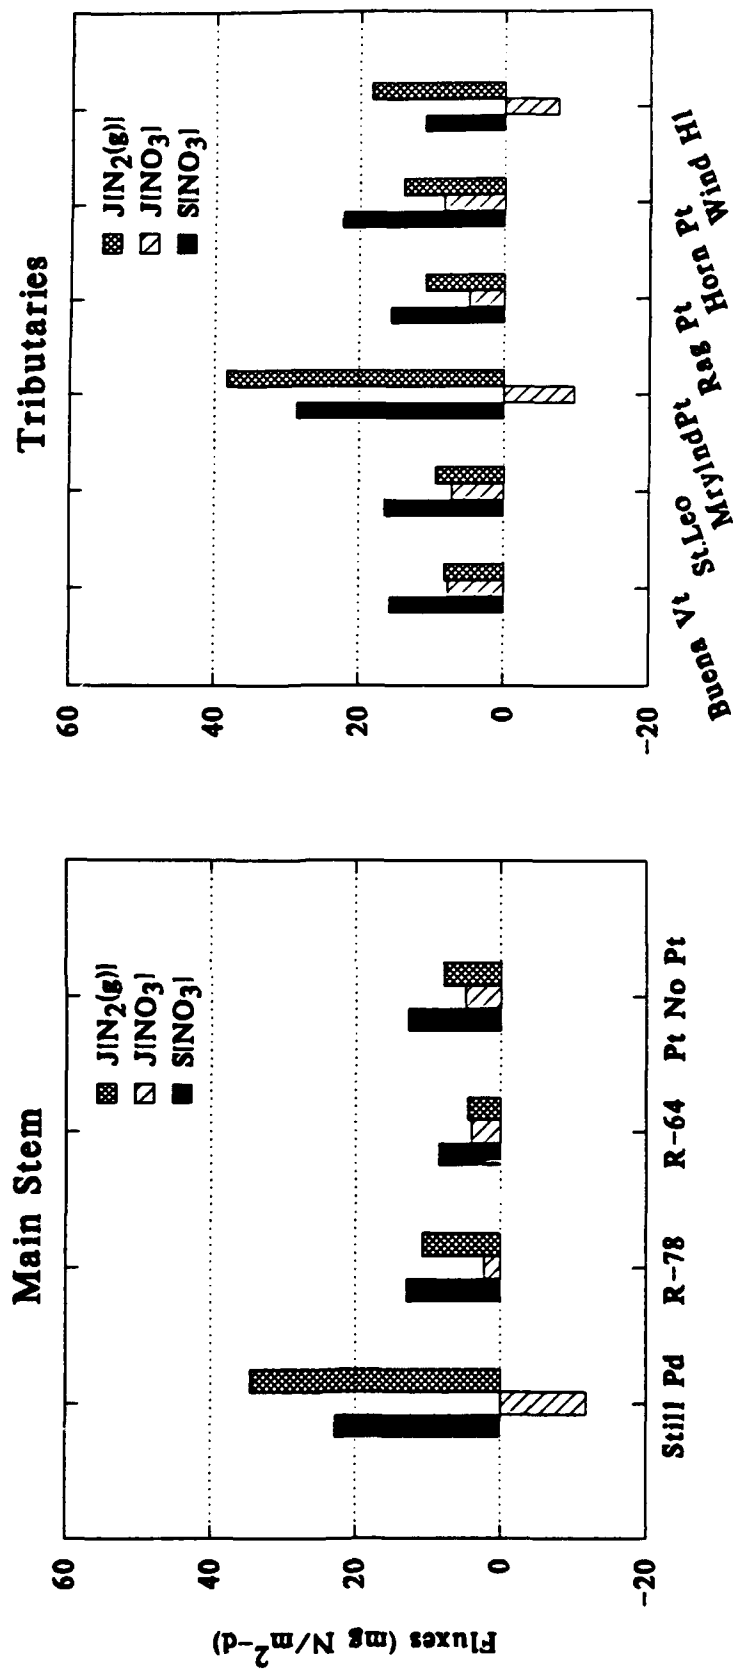 Main Stem
J[N2(g)]
J[NO3]
S[NO3]
60
40
20
0
-20
Fluxes (mg N/m2-d)
Still Pd
R-78
R-64
Pt No Pt
Tributaries
J[N2(g)]
J[NO3]
S[NO3]
60
40
20
0
-20
Buena Vt
St.Leo
MrylndPt
Rag Pt
Horn Pt
Wind Hl